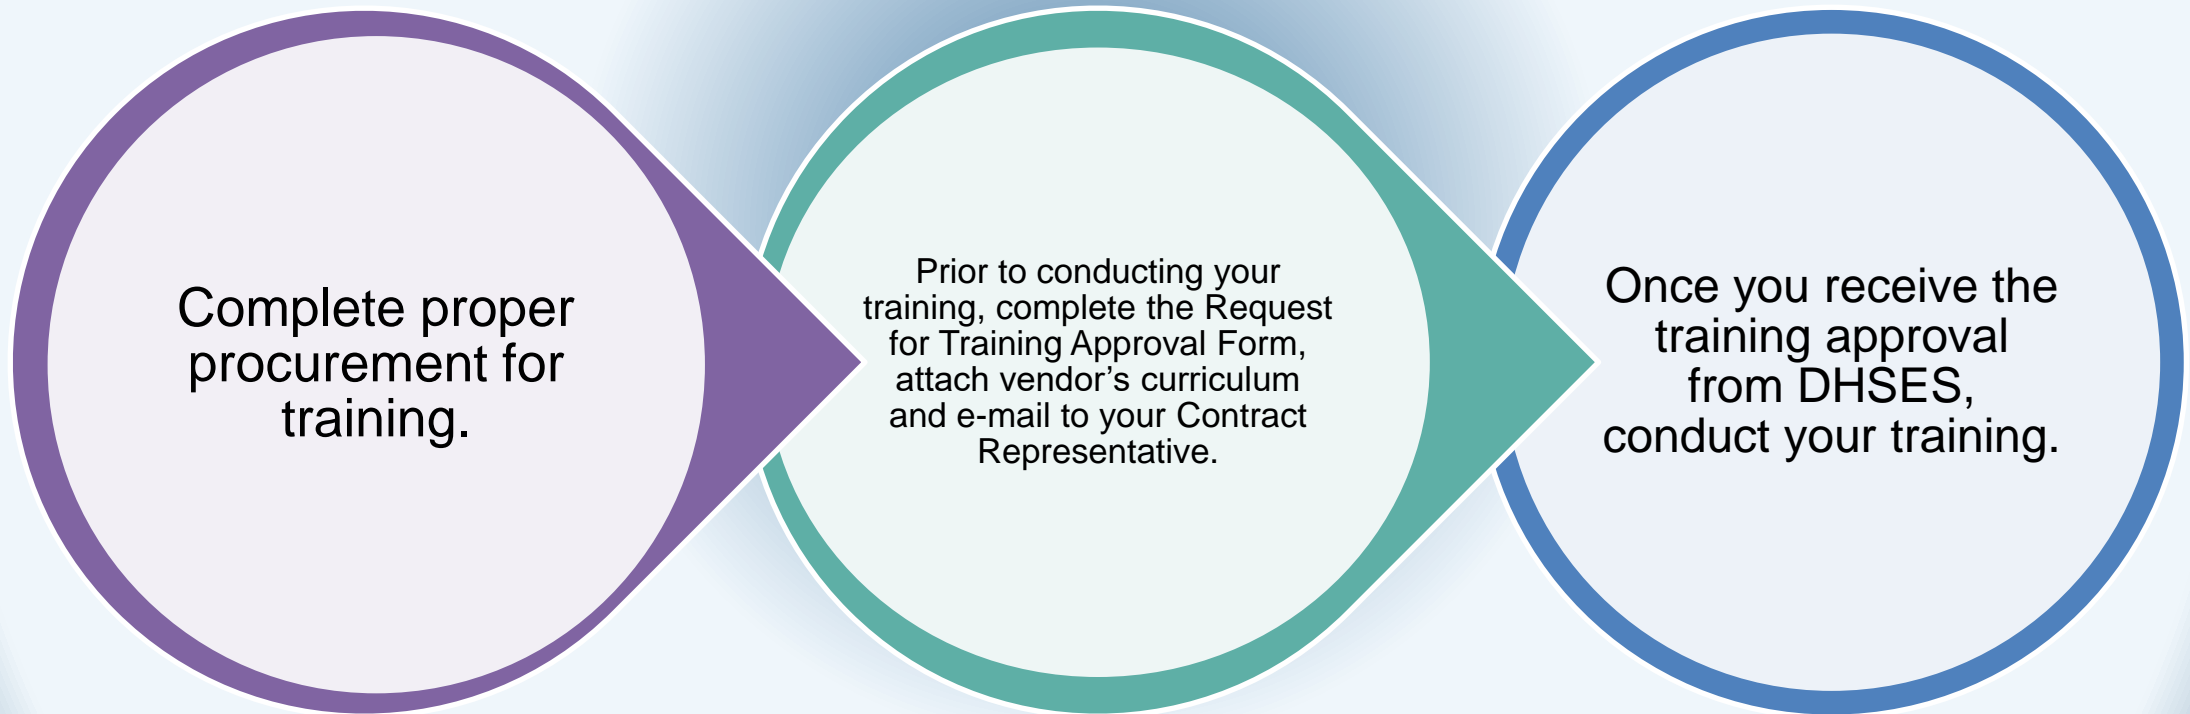 Complete proper
procurement for
training.
Prior to conducting your
training, complete the Request
for Training Approval Form,
attach vendor’s curriculum
and e-mail to your Contract
Representative.
Once you receive the
training approval
from DHSES,
conduct your training.